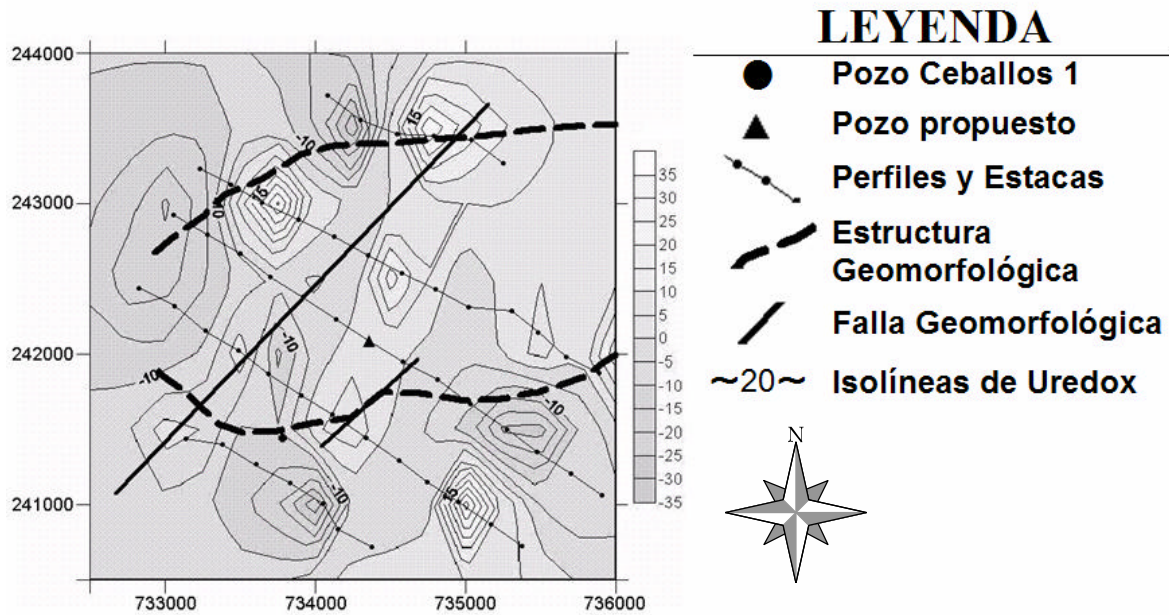 LEYENDA
Pozo Ceballos 1
Pozo propuesto
Perfiles y Estacas
Estructura
Geomorfológica
Falla Geomorfológica
~20~ Isolíneas de Uredox
N
244000
243000
242000
241000
733000 734000 735000 736000
35
30
25
20
15
10
5
0
-5
-10
-15
-20
-25
-30
-35
-10
15
-10
15
10
-10
-10
-10
-10
15